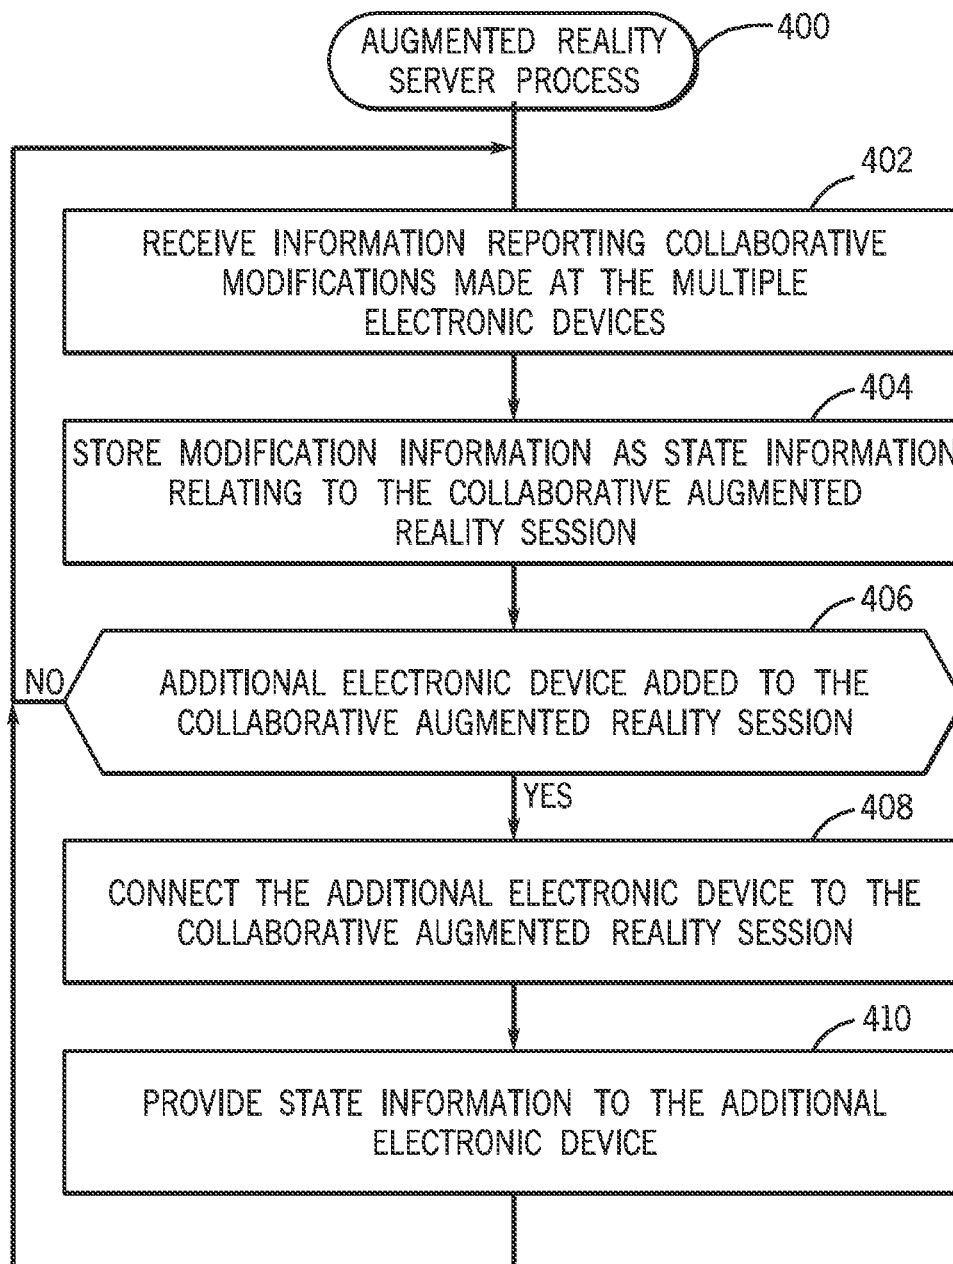 AUGMENTED REALITY
SERVER PROCESS
400
402
RECEIVE INFORMATION REPORTING COLLABORATIVE
MODIFICATIONS MADE AT THE MULTIPLE
ELECTRONIC DEVICES
404
STORE MODIFICATION INFORMATION AS STATE INFORMATION
RELATING TO THE COLLABORATIVE AUGMENTED
REALITY SESSION
406
NO
ADDITIONAL ELECTRONIC DEVICE ADDED TO THE
COLLABORATIVE AUGMENTED REALITY SESSION
YES
408
CONNECT THE ADDITIONAL ELECTRONIC DEVICE TO THE
COLLABORATIVE AUGMENTED REALITY SESSION
410
PROVIDE STATE INFORMATION TO THE ADDITIONAL
ELECTRONIC DEVICE